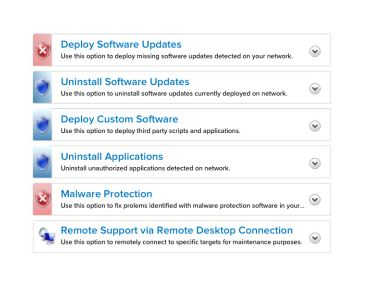 Deploy Software Updates
Use this option to deploy missing software updates detected on your network.
Uninstall Software Updates
Use this option to uninstall software updates currently deployed on network.
Deploy Custom Software
Use this option to deploy third party scripts and applications.
Uninstall Applications
Uninstall unauthorized applications detected on network.
Malware Protection
Use this option to fix prolems identified with malware protection software in your...
Remote Support via Remote Desktop Connection
Use this option to remotely connect to specific targets for maintenance purposes.